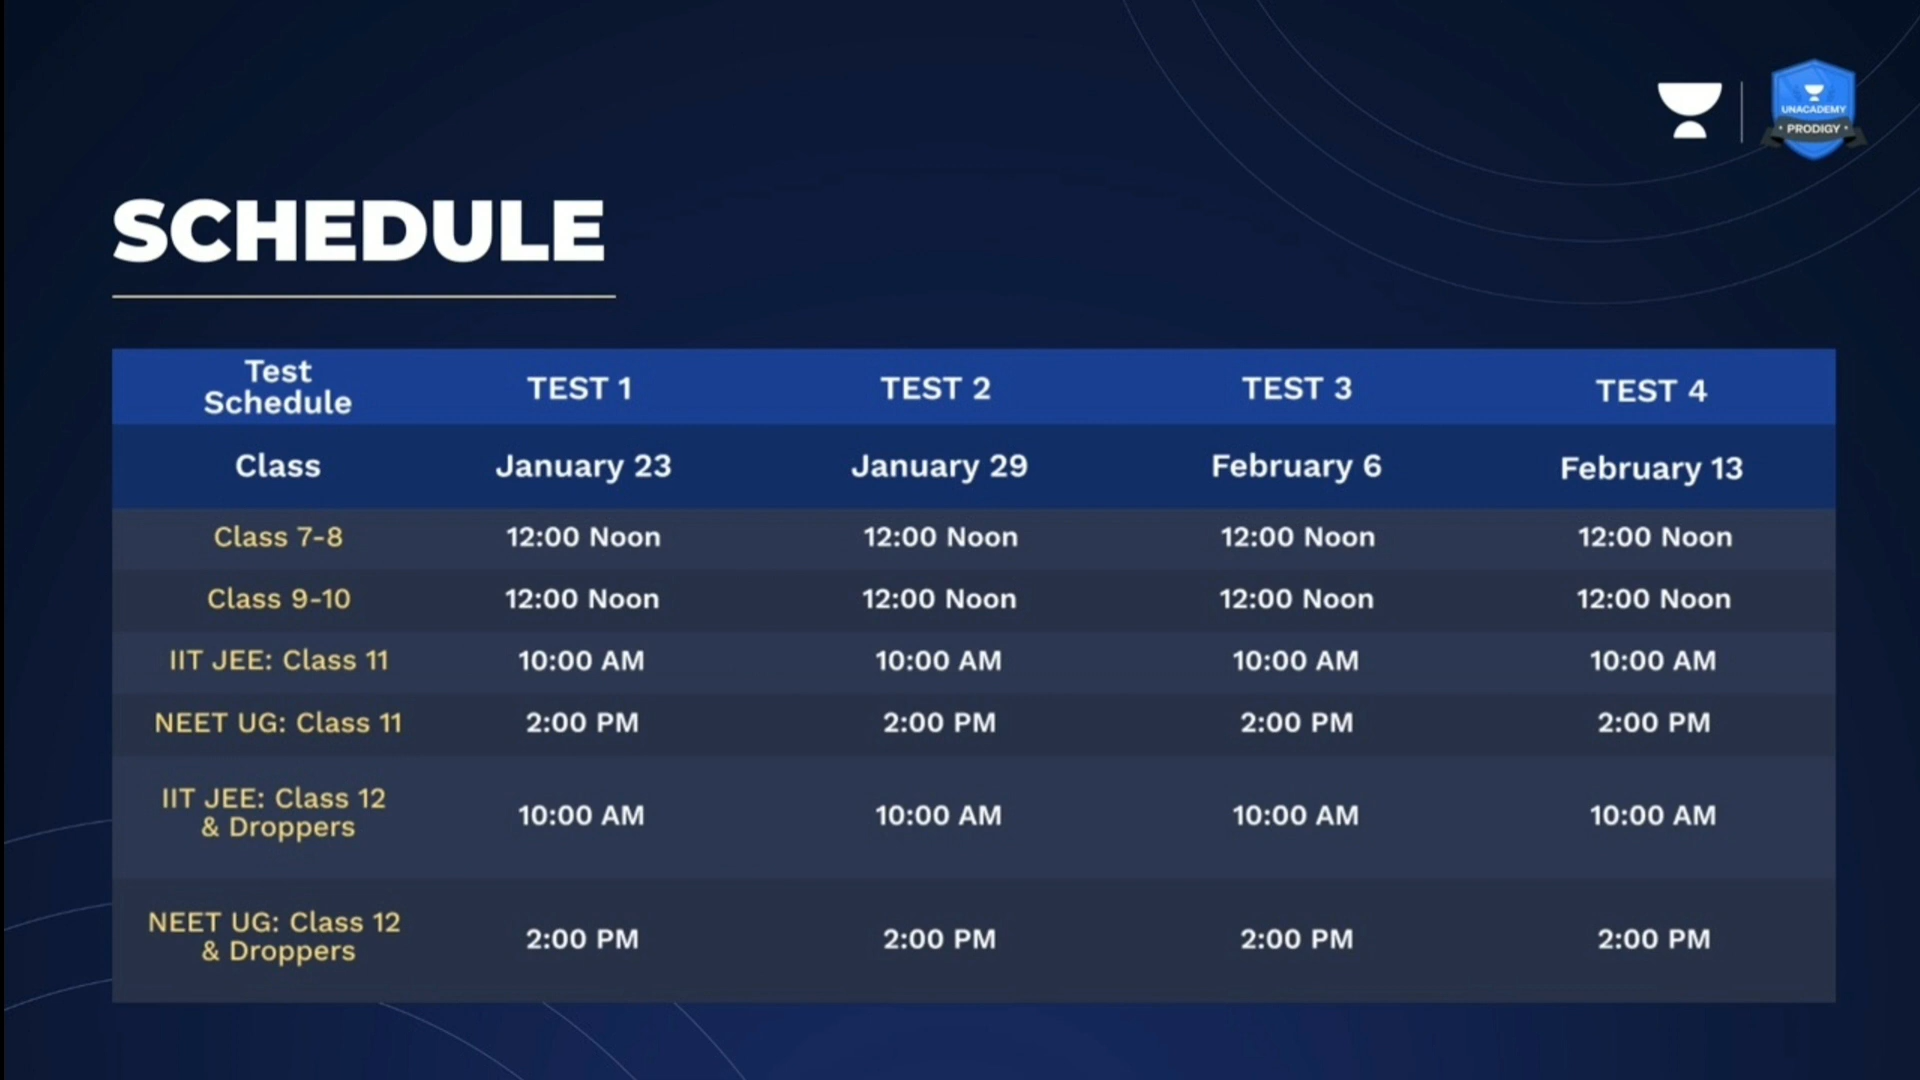 UNACADEMY
• PRODIGY •
SCHEDULE
Test
Schedule
TEST 1
TEST 2
TEST 3
TEST 4
Class
January 23
January 29
February 6
February 13
Class 7-8
12:00 Noon
12:00 Noon
12:00 Noon
12:00 Noon
Class 9-10
12:00 Noon
12:00 Noon
12:00 Noon
12:00 Noon
IIT JEE: Class 11
10:00 AM
10:00 AM
10:00 AM
10:00 AM
NEET UG: Class 11
2:00 PM
2:00 PM
2:00 PM
2:00 PM
IIT JEE: Class 12
& Droppers
10:00 AM
10:00 AM
10:00 AM
10:00 AM
NEET UG: Class 12
& Droppers
2:00 PM
2:00 PM
2:00 PM
2:00 PM